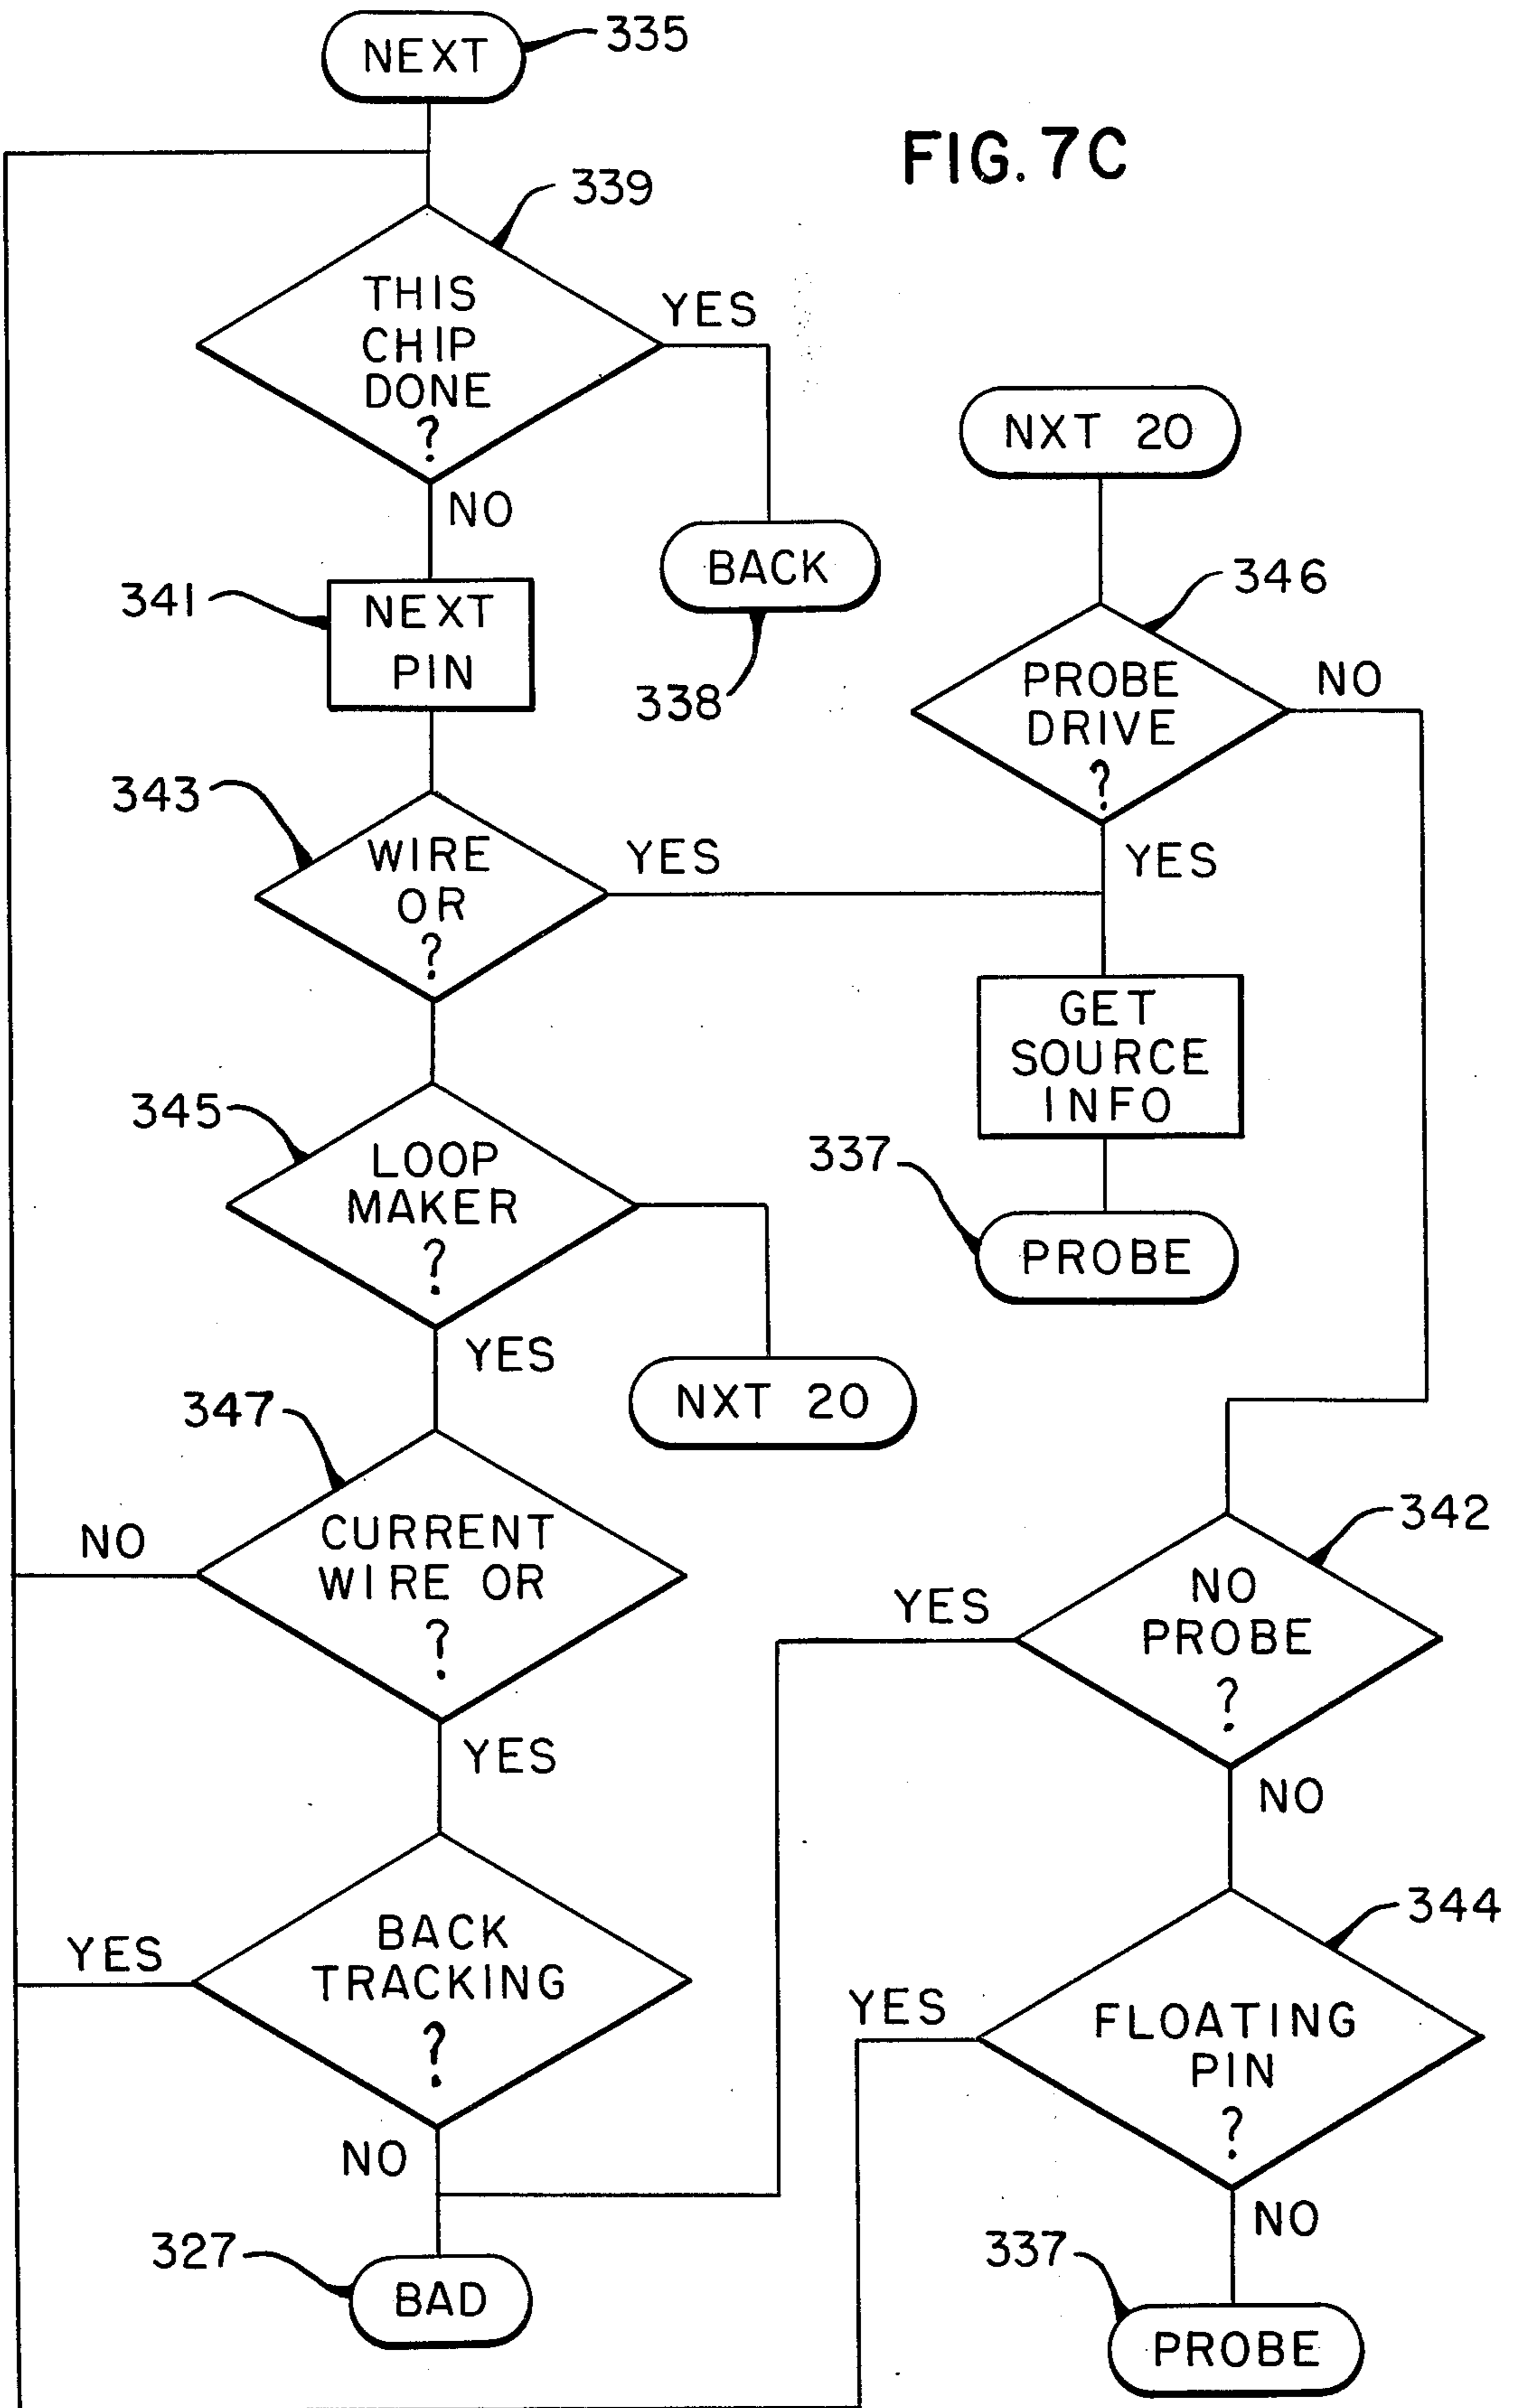 NEXT
335
FIG. 7C
339
THIS
CHIP
DONE
?
YES
NO
BACK
338
341
NEXT
PIN
343
WIRE
OR
?
YES
345
LOOP
MAKER
?
YES
NXT 20
347
CURRENT
WIRE OR
?
NO
YES
BACK
TRACKING
?
YES
NO
327
BAD
NXT 20
346
PROBE
DRIVE
?
NO
YES
GET
SOURCE
INFO
337
PROBE
342
NO
PROBE
?
YES
NO
344
FLOATING
PIN
?
YES
NO
337
PROBE